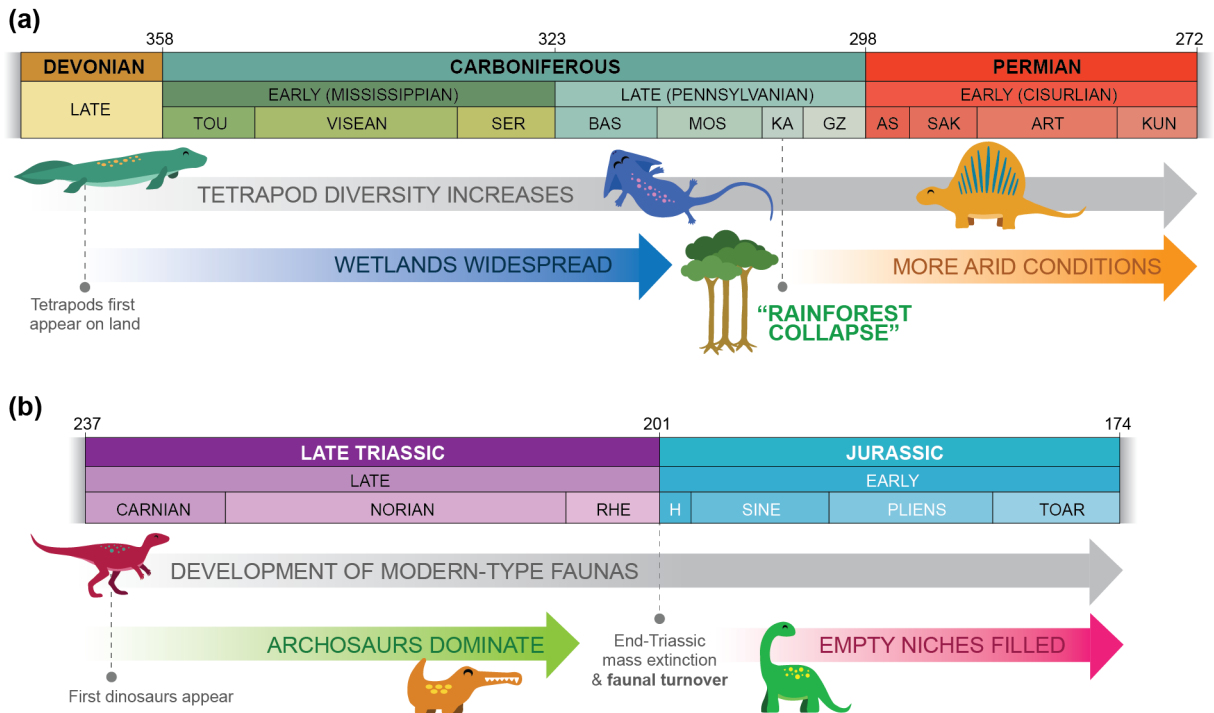 (a)
358 323 298 272
DEVONIAN CARBONIFEROUS PERMIAN
LATE EARLY (MISSISSIPPIAN) LATE (PENNSYLVANIAN) EARLY (CISURLIAN)
TOU VISEAN SER BAS MOS KA GZ AS SAK ART KUN
TETRAPOD DIVERSITY INCREASES
WETLANDS WIDESPREAD MORE ARID CONDITIONS
Tetrapods first
appear on land
“RAINFOREST
COLLAPSE”
(b)
237 201 174
LATE TRIASSIC JURASSIC
LATE EARLY
CARNIAN NORIAN RHE H SINE PLIENS TOAR
DEVELOPMENT OF MODERN-TYPE FAUNAS
ARCHOSAURS DOMINATE EMPTY NICHES FILLED
End-Triassic
mass extinction
& faunal turnover
First dinosaurs appear